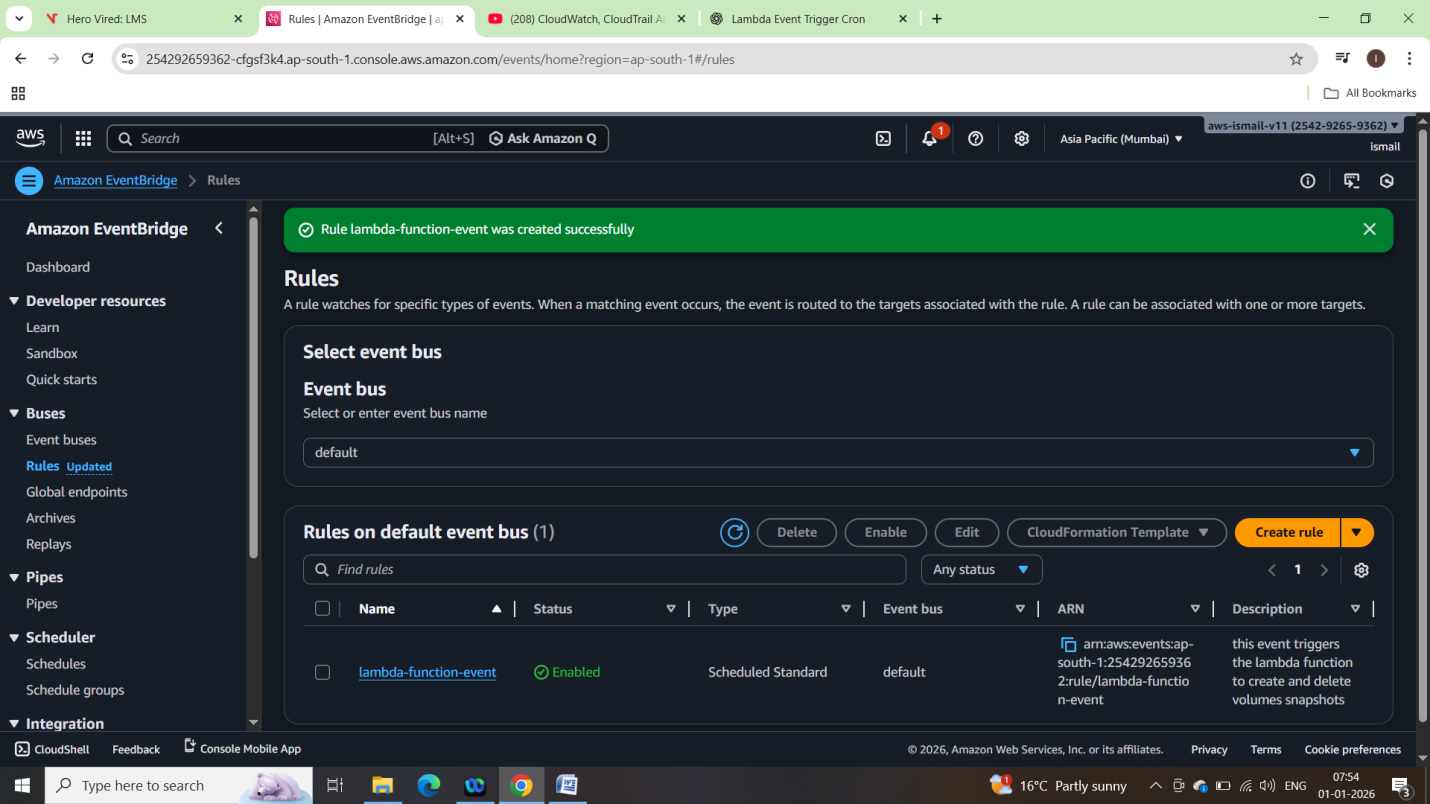 Hero Vired: LMS
Rules | Amazon EventBridge | ap
(208) CloudWatch, CloudTrail A
Lambda Event Trigger Cron
254292659362-cfgsf3k4.ap-south-1.console.aws.amazon.com/events/home?region=ap-south-1#/rules
I
All Bookmarks
aws
Search
[Alt+S]
Ask Amazon Q
1
Asia Pacific (Mumbai)
aws-ismail-v11 (2542-9265-9362)
ismail
Amazon EventBridge
Rules
Amazon EventBridge
Dashboard
Developer resources
Learn
Sandbox
Quick starts
Buses
Event buses
Rules Updated
Global endpoints
Archives
Replays
Pipes
Pipes
Scheduler
Schedules
Schedule groups
Integration
Rule lambda-function-event was created successfully
Rules
A rule watches for specific types of events. When a matching event occurs, the event is routed to the targets associated with the rule. A rule can be associated with one or more targets.
Select event bus
Event bus
Select or enter event bus name
default
Rules on default event bus (1)
Delete
Enable
Edit
CloudFormation Template
Create rule
Find rules
Any status
1
Name
Status
Type
Event bus
ARN
Description
lambda-function-event
Enabled
Scheduled Standard
default
arn:aws:events:ap-
south-1:25429265936
2:rule/lambda-functio
n-event
this event triggers
the lambda function
to create and delete
volumes snapshots
CloudShell
Feedback
Console Mobile App
© 2026, Amazon Web Services, Inc. or its affiliates.
Privacy
Terms
Cookie preferences
Type here to search
1
16°C Partly sunny
ENG
07:54
01-01-2026
3